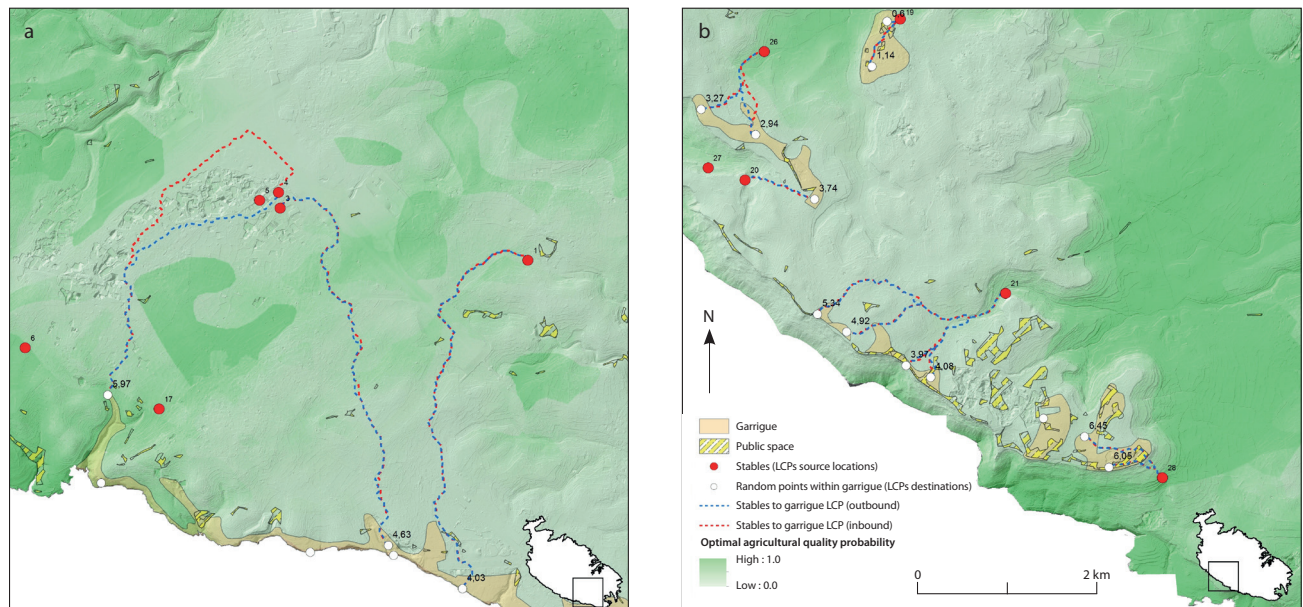 a
4
5
3
1
6
5,97
17
4,63
4,03
b
0,6
19
26
1,14
3,27
2,94
27
20
3,74
21
5,34
4,92
3,97
4,08
N
6,45
6,05
28
Garrigue
Public space
Stables (LCPs source locations)
Random points within garrigue (LCPs destinations)
Stables to garrigue LCP (outbound)
Stables to garrigue LCP (inbound)
Optimal agricultural quality probability
High : 1.0
Low : 0.0
0 2 km